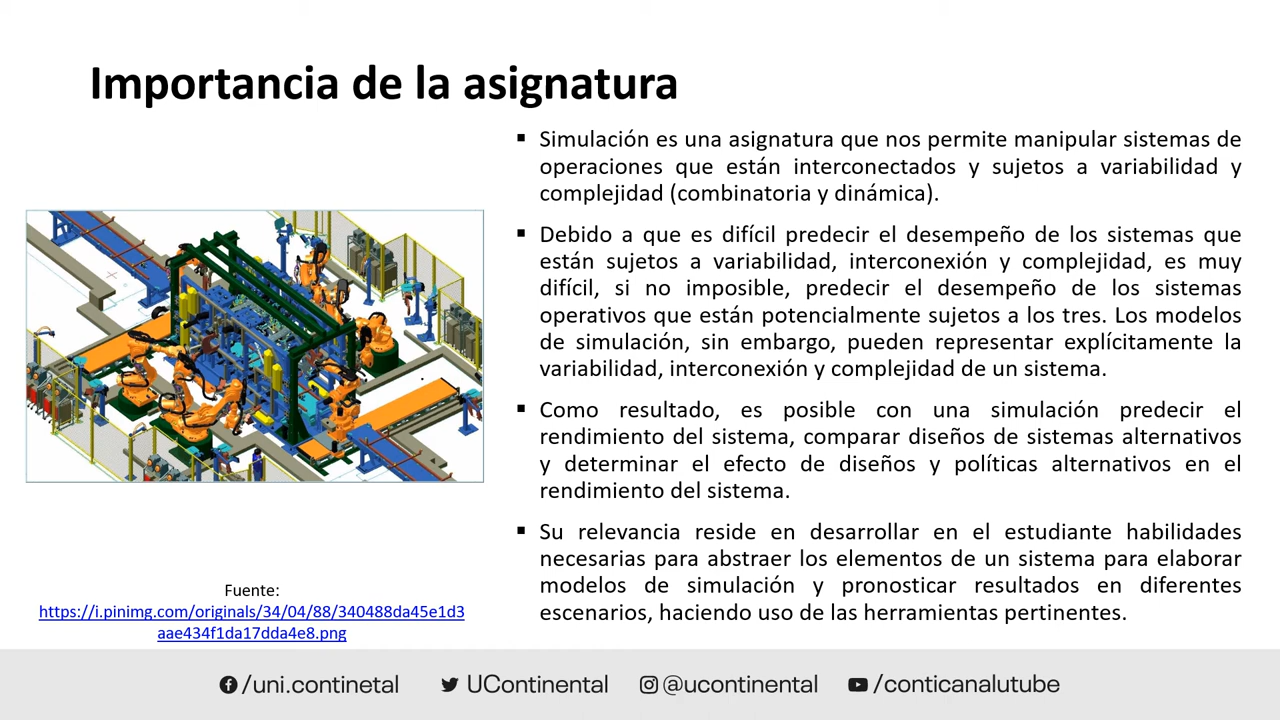 Importancia de la asignatura
▪ Simulación es una asignatura que nos permite manipular sistemas de
operaciones que están interconectados y sujetos a variabilidad y
complejidad (combinatoria y dinámica).
▪ Debido a que es difícil predecir el desempeño de los sistemas que
están sujetos a variabilidad, interconexión y complejidad, es muy
difícil, si no imposible, predecir el desempeño de los sistemas
operativos que están potencialmente sujetos a los tres. Los modelos
de simulación, sin embargo, pueden representar explícitamente la
variabilidad, interconexión y complejidad de un sistema.
▪ Como resultado, es posible con una simulación predecir el
rendimiento del sistema, comparar diseños de sistemas alternativos
y determinar el efecto de diseños y políticas alternativos en el
rendimiento del sistema.
▪ Su relevancia reside en desarrollar en el estudiante habilidades
necesarias para abstraer los elementos de un sistema para elaborar
modelos de simulación y pronosticar resultados en diferentes
escenarios, haciendo uso de las herramientas pertinentes.
Fuente:
https://i.pinimg.com/originals/34/04/88/340488da45e1d3
aae434f1da17dda4e8.png
/uni.continetal UContinental @ucontinental /conticanalutube